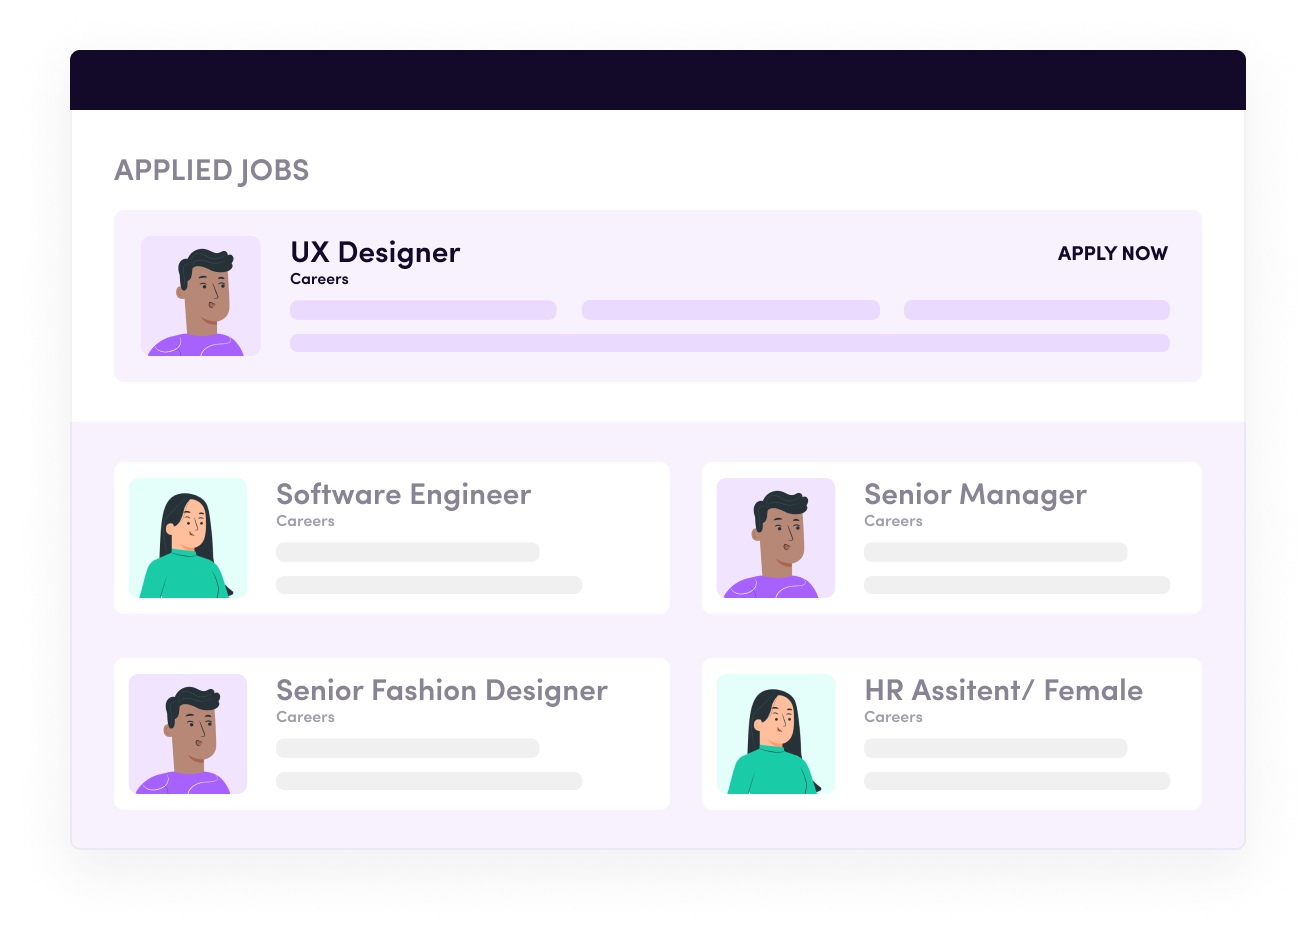 APPLIED JOBS
UX Designer
APPLY NOW
Careers
Software Engineer
Careers
Senior Manager
Careers
Senior Fashion Designer
Careers
HR Assitent/ Female
Careers